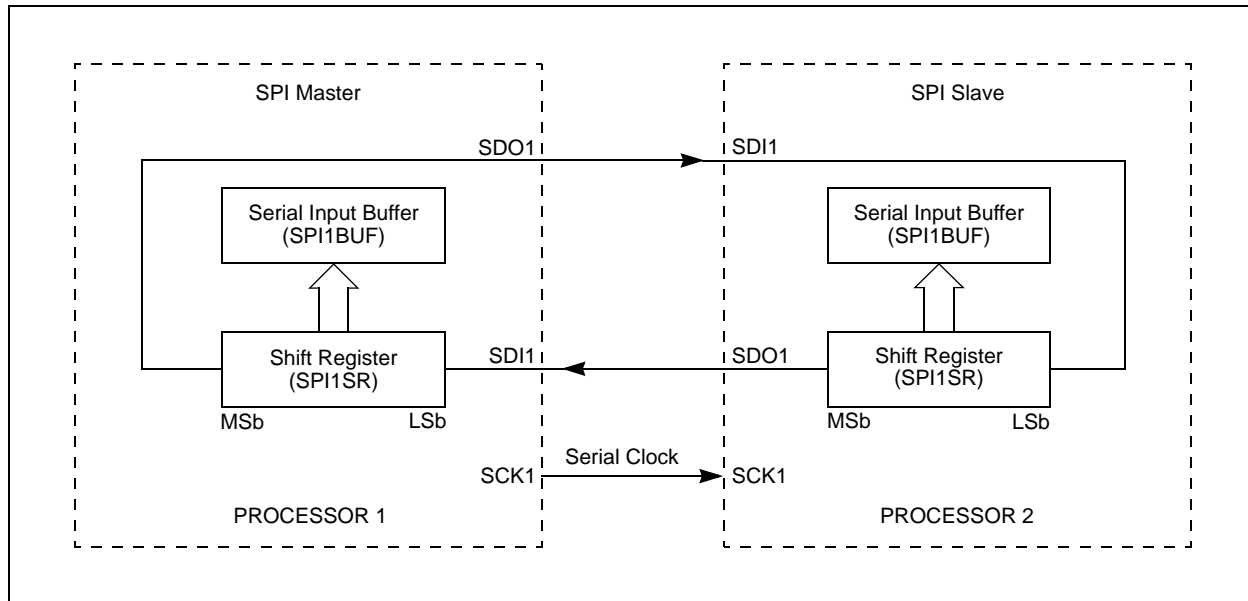 SPI Master
SPI Slave
SDO1
SDI1
Serial Input Buffer
(SPI1BUF)
Serial Input Buffer
(SPI1BUF)
Shift Register
(SPI1SR)
SDI1
SDO1
Shift Register
(SPI1SR)
MSb
LSb
MSb
LSb
Serial Clock
SCK1
SCK1
PROCESSOR 1
PROCESSOR 2